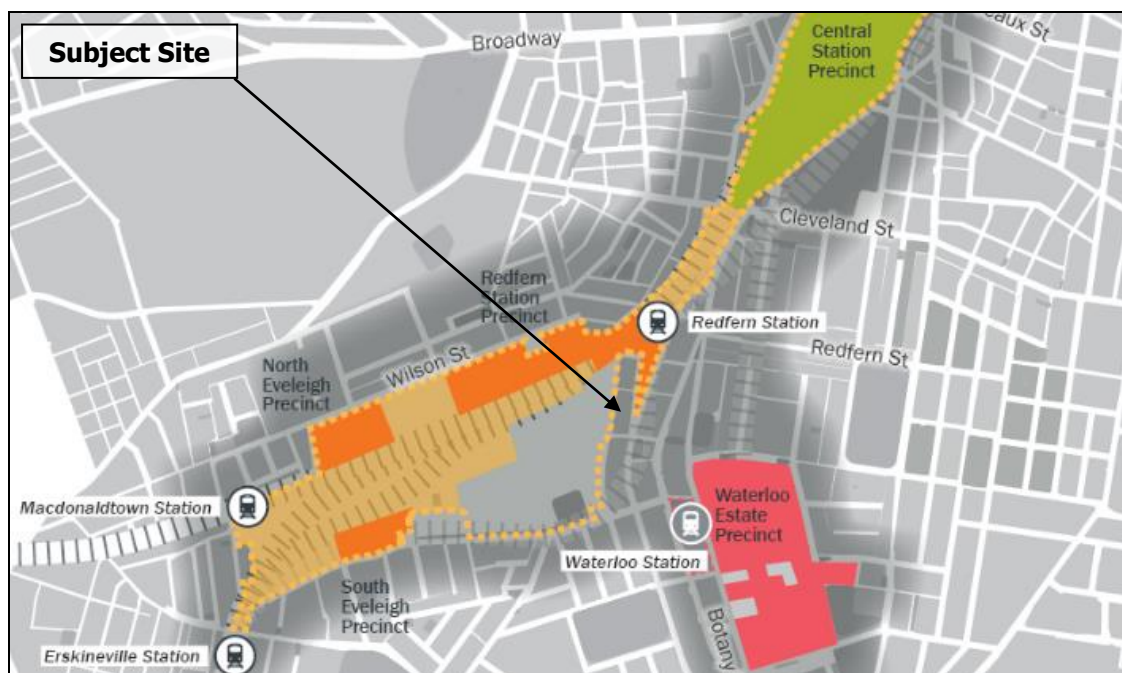 Subject Site
Broadway
Central
Station
Precinct
Cleveland St
Redfern
Station
Precinct
Redfern Station
Redfern St
Wilson St
North
Eveleigh
Precinct
Macdonaldtown Station
Waterloo
Estate
Precinct
Waterloo Station
South
Eveleigh
Precinct
Botany
Erskineville Station